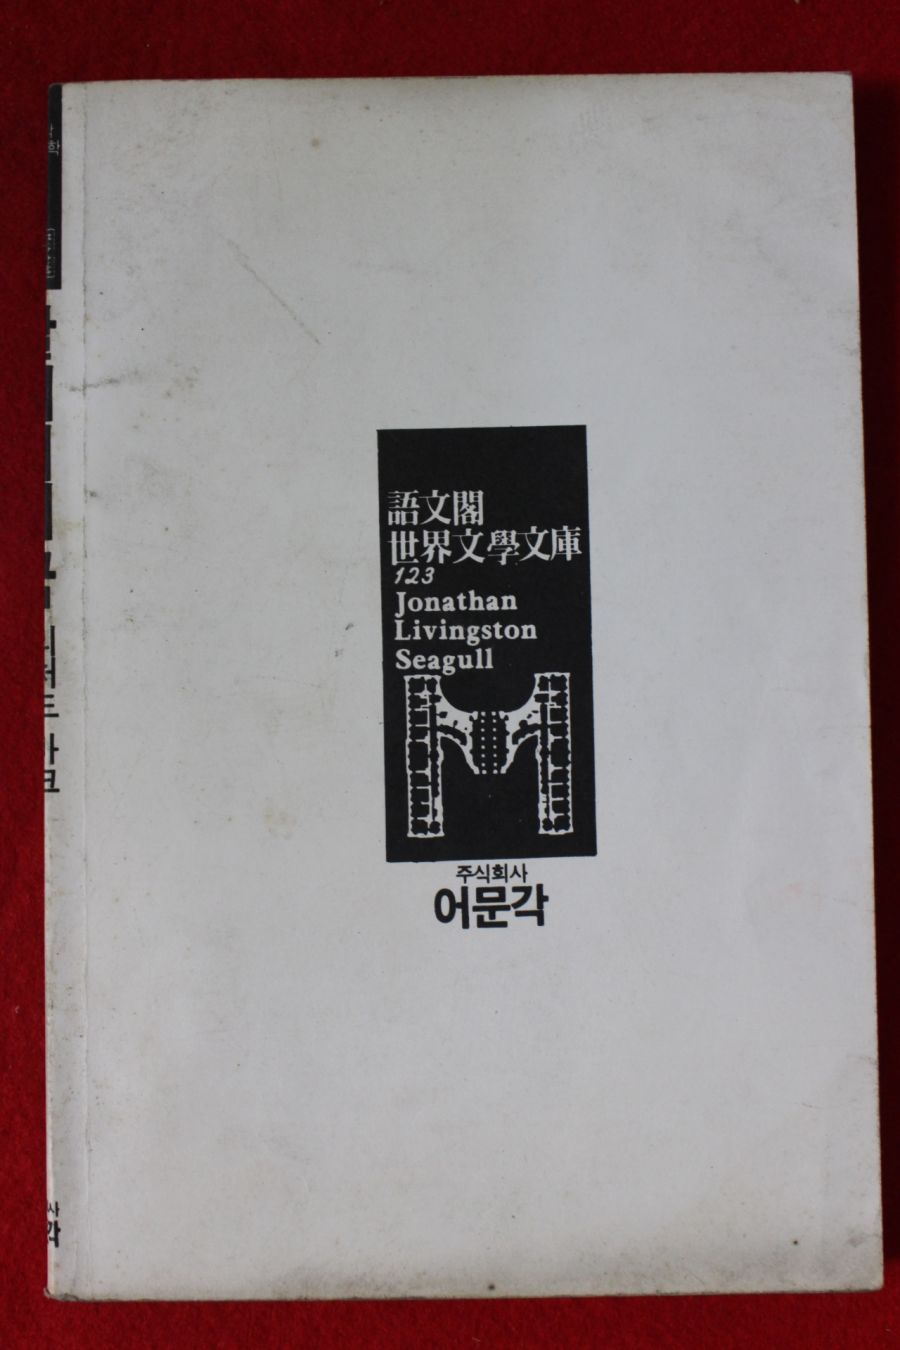 語文閣
世界文學文庫
123
Jonathan
Livingston
Seagull
주식회사
어문각